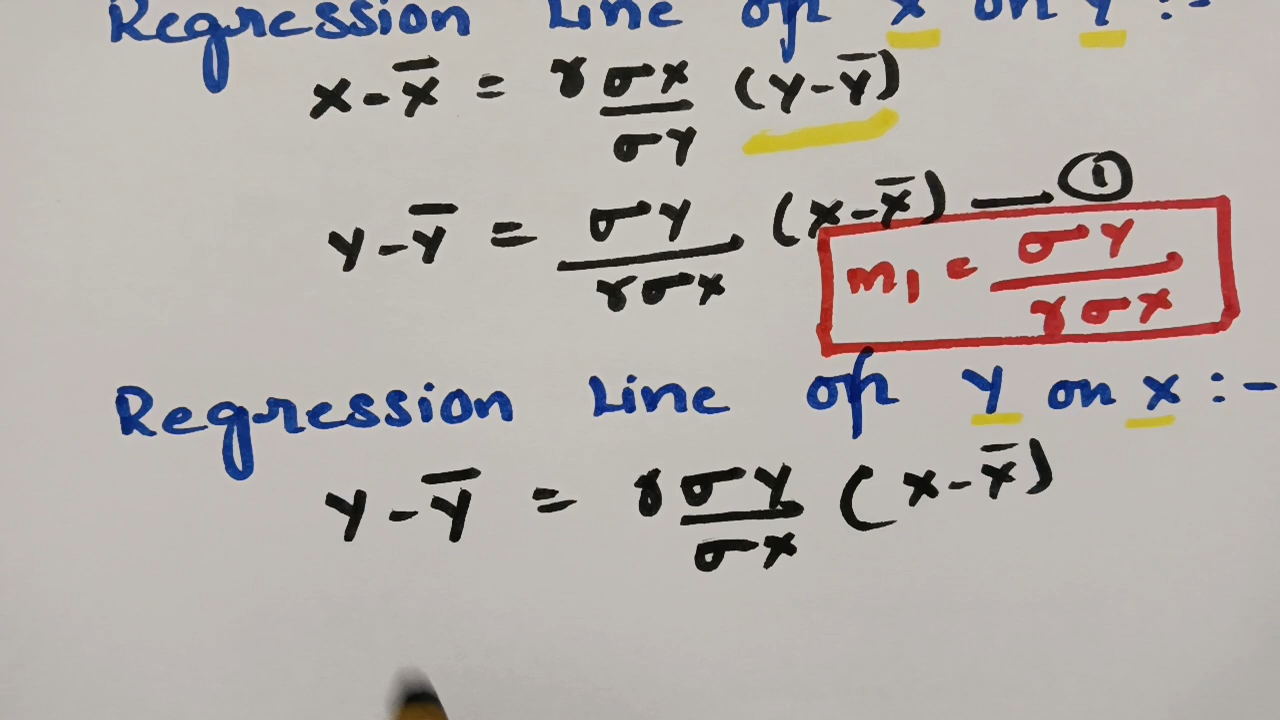 Regression Line of X on Y :-
x - x̄ = r σx/σy (y - ȳ)
y - ȳ = σy/rσx (x - x̄) — ①
m₁ = σy/rσx
Regression Line of Y on X :-
y - ȳ = r σy/σx (x - x̄)